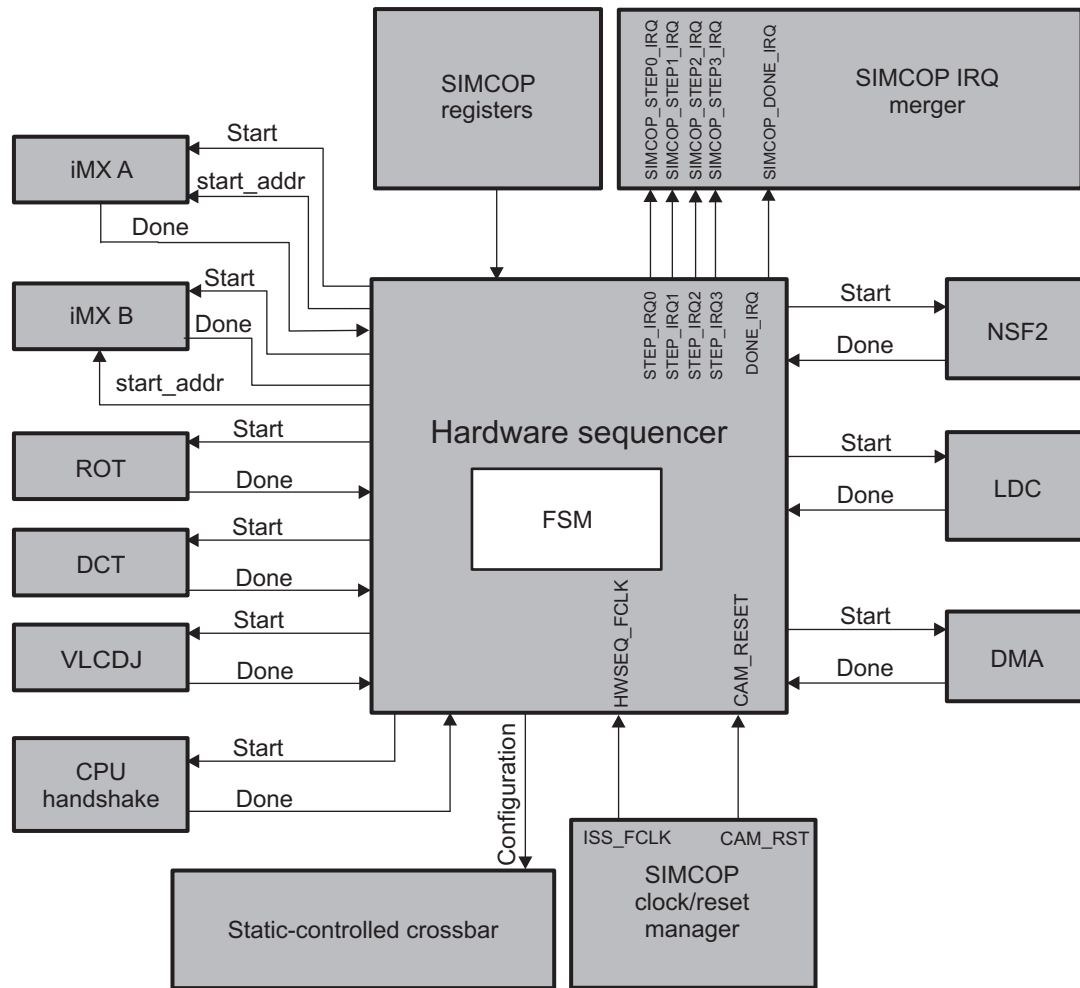 SIMCOP
registers
SIMCOP_STEP0_IRQ
SIMCOP_STEP1_IRQ
SIMCOP_STEP2_IRQ
SIMCOP_STEP3_IRQ
SIMCOP_DONE_IRQ
SIMCOP IRQ
merger
iMX A
Start
start_addr
Done
iMX B
Start
Done
start_addr
STEP_IRQ0
STEP_IRQ1
STEP_IRQ2
STEP_IRQ3
DONE_IRQ
Start
Done
NSF2
Hardware sequencer
FSM
ROT
Start
Done
Start
Done
LDC
DCT
Start
Done
VLCDJ
Start
Done
HWSEQ_FCLK
CAM_RESET
Start
Done
DMA
CPU
handshake
Start
Done
Configuration
ISS_FCLK
CAM_RST
SIMCOP
clock/reset
manager
Static-controlled crossbar